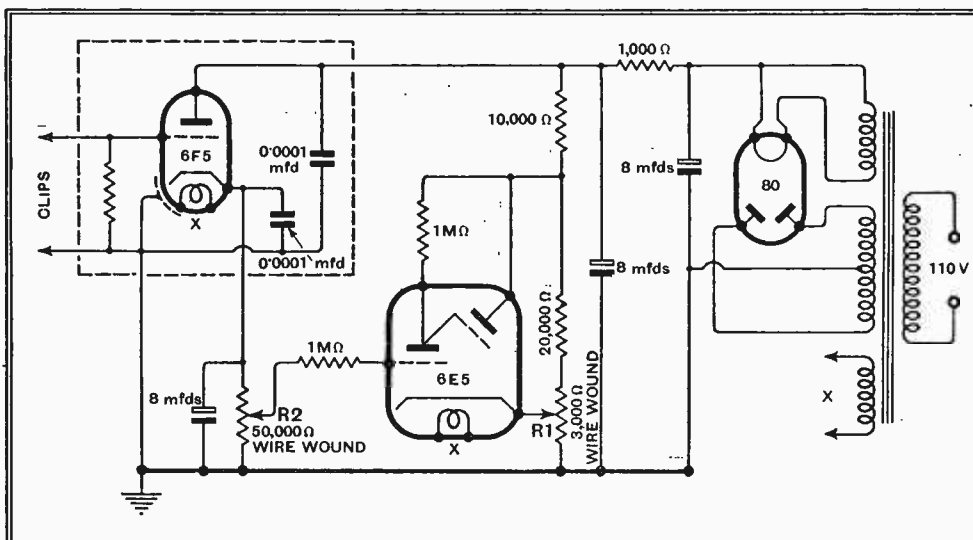 1,000 Ω
10,000 Ω
6F5
0·0001
mfd
8 mfds
80
CLIPS
X
1MΩ
0·0001 mfd
8 mfds
110 V
20,000 Ω
1MΩ
6E5
8 mfds
R2
50,000 Ω
WIRE WOUND
R1
3,000 Ω
WIRE WOUND
X
X